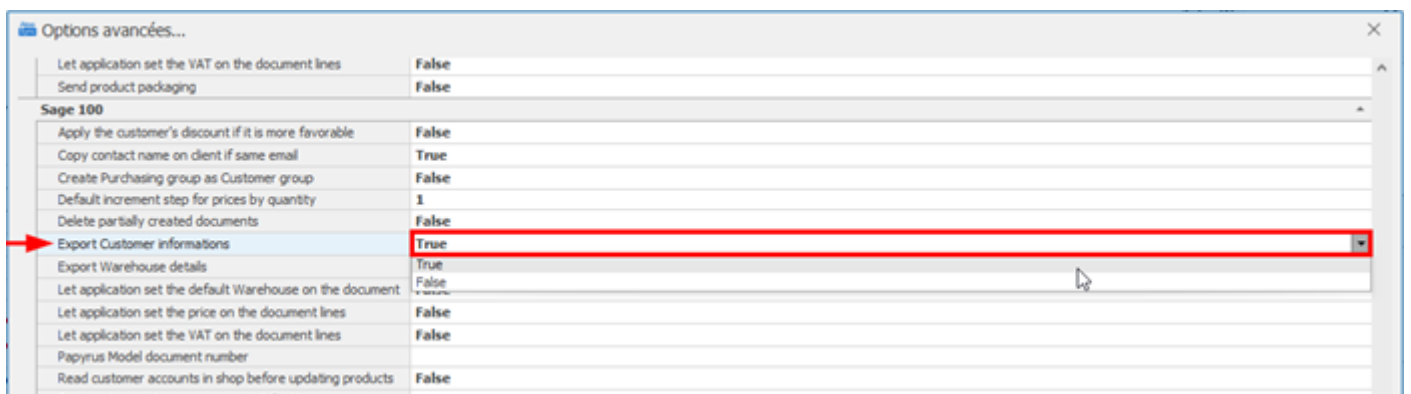 Options avancées...
Let application set the VAT on the document lines False
Send product packaging False
Sage 100
Apply the customer's discount if it is more favorable False
Copy contact name on client if same email True
Create Purchasing group as Customer group False
Default increment step for prices by quantity 1
Delete partially created documents False
Export Customer informations True
Export Warehouse details True
Let application set the default Warehouse on the document False
Let application set the price on the document lines False
Let application set the VAT on the document lines False
Papyrus Model document number
Read customer accounts in shop before updating products False